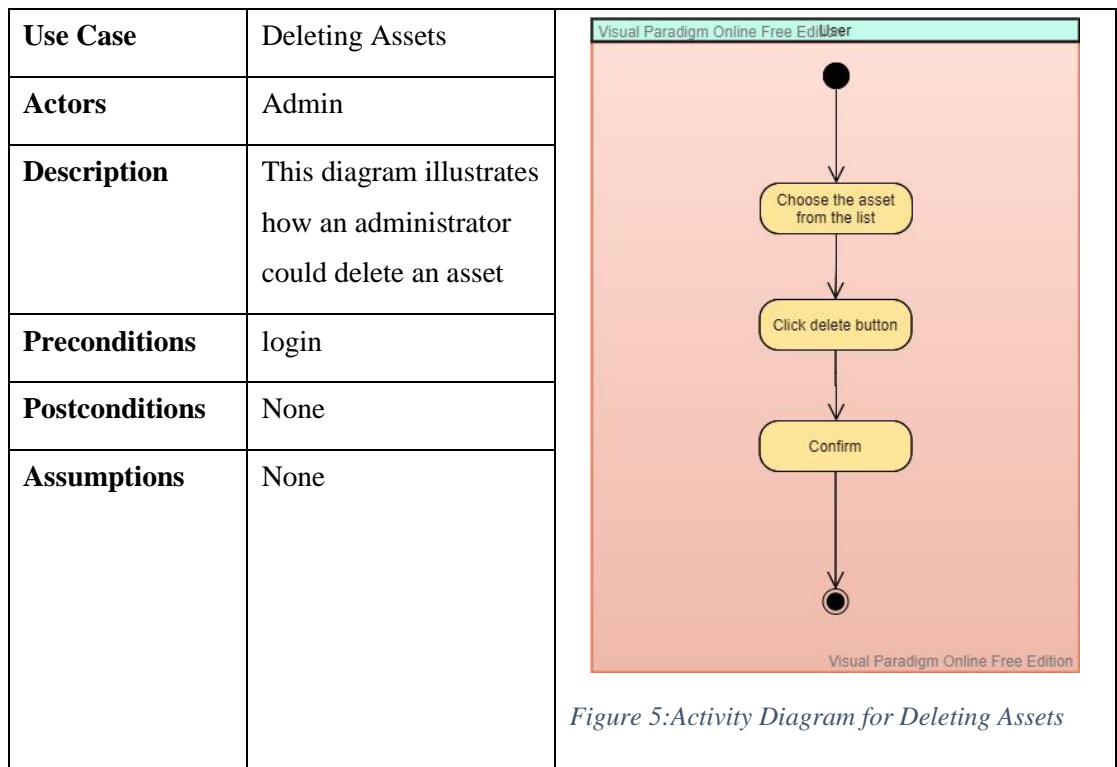 Use Case
Deleting Assets
Actors
Admin
Description
This diagram illustrates
how an administrator
could delete an asset
Preconditions
login
Postconditions
None
Assumptions
None
Visual Paradigm Online Free Edition
User
Choose the asset
from the list
Click delete button
Confirm
Visual Paradigm Online Free Edition
Figure 5:Activity Diagram for Deleting Assets